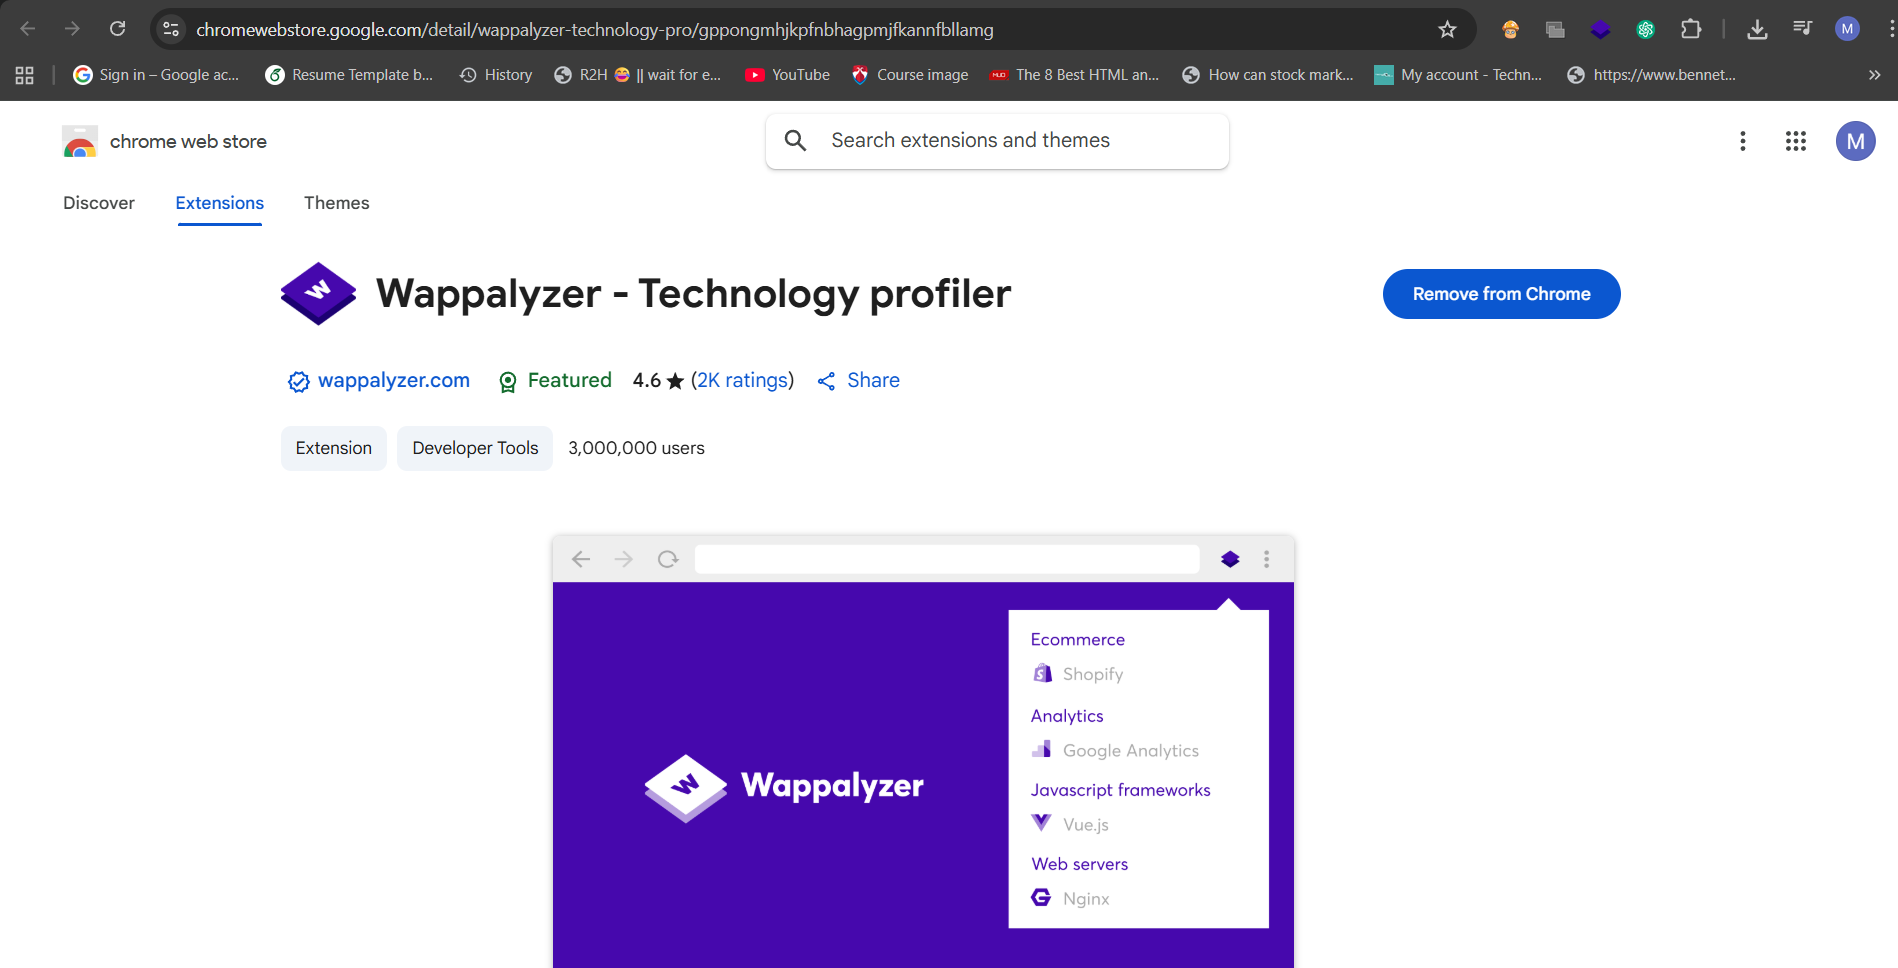 chromewebstore.google.com/detail/wappalyzer-technology-pro/gppongmhjkpfnbhagpmjfkannfbllamg
M
Sign in – Google ac... Resume Template b... History R2H 😂 || wait for e... YouTube Course image The 8 Best HTML an... How can stock mark... My account - Techn... https://www.bennet... »
chrome web store
Search extensions and themes
M
Discover Extensions Themes
W
Wappalyzer - Technology profiler
Remove from Chrome
wappalyzer.com Featured 4.6 ★ (2K ratings) Share
Extension Developer Tools 3,000,000 users
Ecommerce
Shopify
Analytics
Google Analytics
Javascript frameworks
Vue.js
Web servers
Nginx
W Wappalyzer